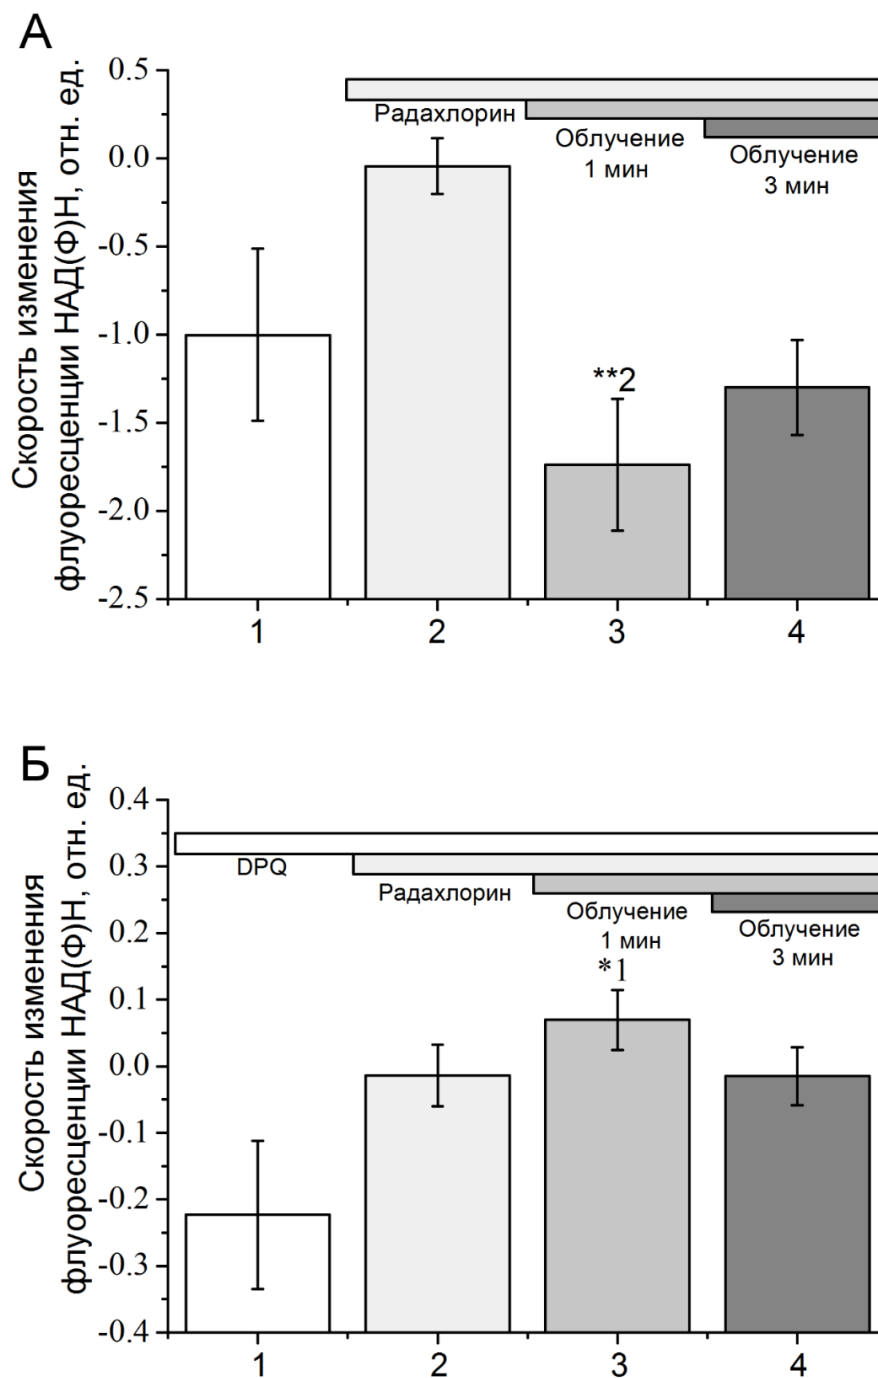 А
Скорость изменения
флуоресценции НАД(Ф)Н, отн. ед.
0.5
0.0
-0.5
-1.0
-1.5
-2.0
-2.5
Радахлорин
Облучение
1 мин
Облучение
3 мин
**2
1 2 3 4
Б
Скорость изменения
флуоресценции НАД(Ф)Н, отн. ед.
0.4
0.3
0.2
0.1
0.0
-0.1
-0.2
-0.3
-0.4
DPQ
Радахлорин
Облучение
1 мин
Облучение
3 мин
*1
1 2 3 4